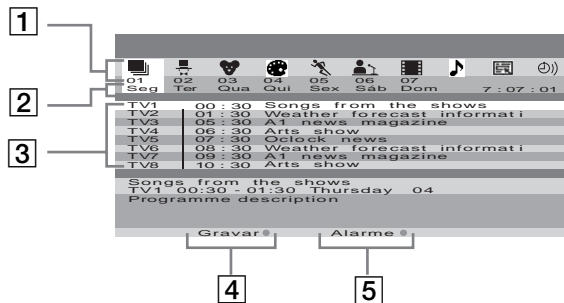 1
01 02 03 04 05 06 07
2
Seg Ter Qua Qui Sex Sáb Dom 7 : 07 : 01
3
TV1 00 : 30 Songs from the shows
TV2 01 : 30 Weather forecast informati
TV3 05 : 30 A1 news magazine
TV4 06 : 30 Arts show
TV5 07 : 30 Oclock news
TV6 08 : 30 Weather forecast informati
TV7 09 : 30 A1 news magazine
TV8 10 : 30 Arts show
Songs from the shows
TV1 00:30 - 01:30 Thursday 04
Programme description
Gravar Alarme
4 5